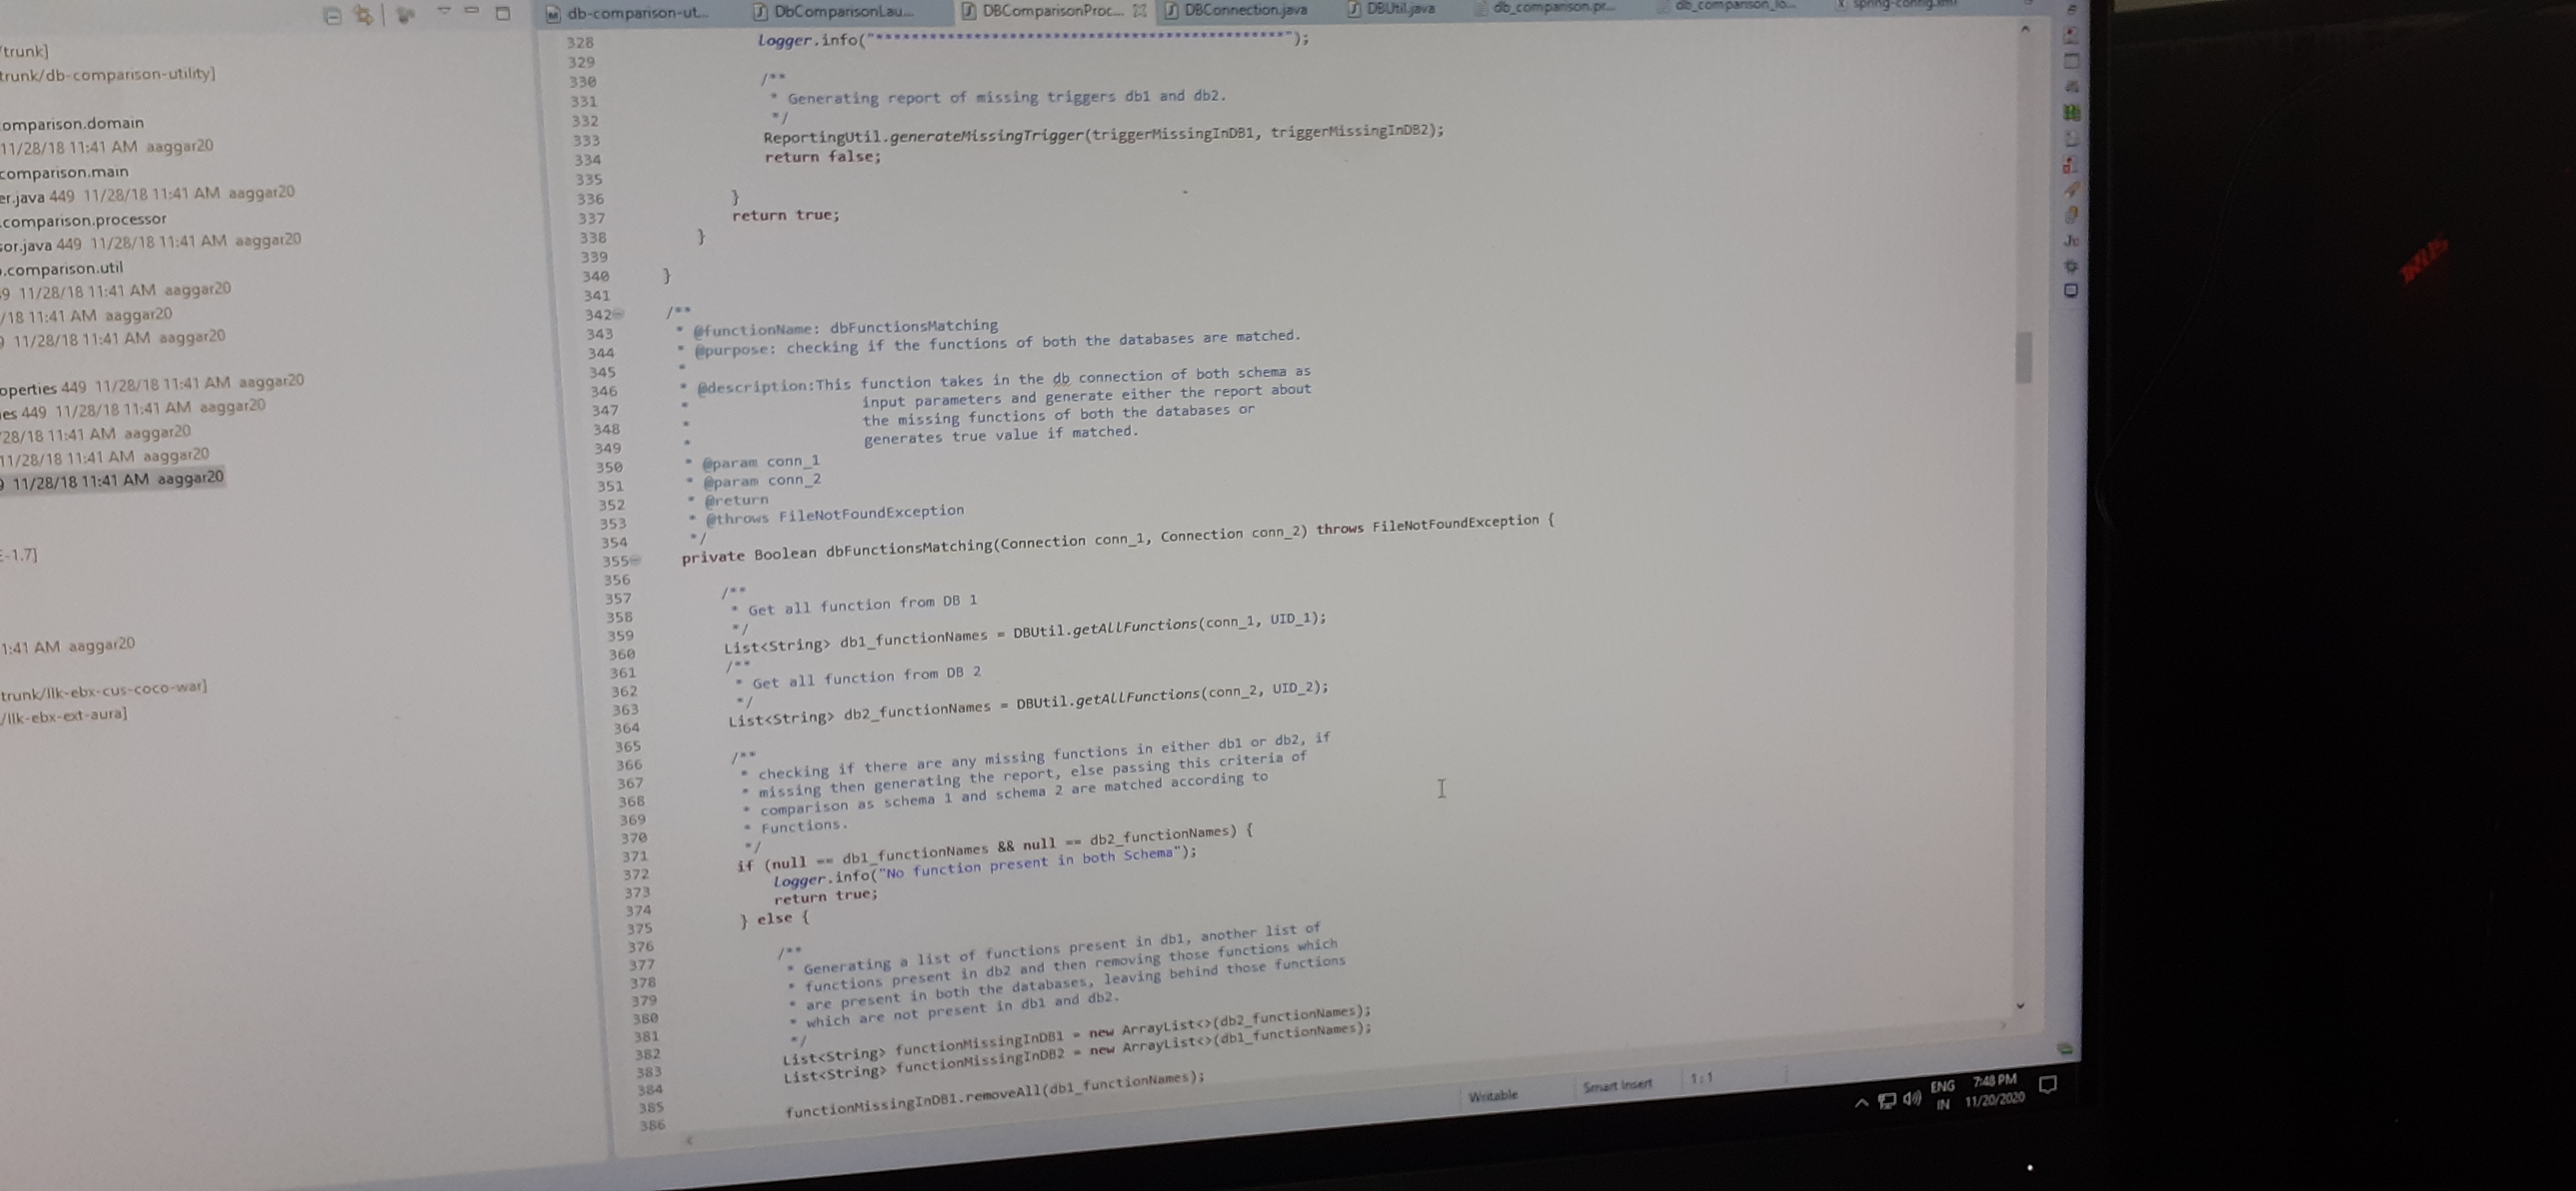 db-comparison-ut...
DbComparisonLau...
DBComparisonProc...
DBConnection.java
DBUtil.java
db_comparison.pr...
db_comparison_lo...
spring-config.xml
/trunk]
trunk/db-comparison-utility]
omparison.domain
11/28/18 11:41 AM aaggar20
comparison.main
er.java 449 11/28/18 11:41 AM aaggar20
.comparison.processor
sor.java 449 11/28/18 11:41 AM aaggar20
.comparison.util
9 11/28/18 11:41 AM aaggar20
/18 11:41 AM aaggar20
9 11/28/18 11:41 AM aaggar20
operties 449 11/28/18 11:41 AM aaggar20
es 449 11/28/18 11:41 AM aaggar20
/28/18 11:41 AM aaggar20
11/28/18 11:41 AM aaggar20
9 11/28/18 11:41 AM aaggar20
E-1.7]
1:41 AM aaggar20
trunk/llk-ebx-cus-coco-war]
/llk-ebx-ext-aura]
328 logger.info("*************************************************");
329
330 /**
331 * Generating report of missing triggers db1 and db2.
332 */
333 ReportingUtil.generateMissingTrigger(triggerMissingInDB1, triggerMissingInDB2);
334 return false;
335
336 }
337 return true;
338 }
339
340 }
341
342 /**
343 * @functionName: dbFunctionsMatching
344 * @purpose: checking if the functions of both the databases are matched.
345 *
346 * @description:This function takes in the db connection of both schema as
347 * input parameters and generate either the report about
348 * the missing functions of both the databases or
349 * generates true value if matched.
350 * @param conn_1
351 * @param conn_2
352 * @return
353 * @throws FileNotFoundException
354 */
355 private Boolean dbFunctionsMatching(Connection conn_1, Connection conn_2) throws FileNotFoundException {
356
357 /**
358 * Get all function from DB 1
359 */
360 List<String> db1_functionNames = DBUtil.getALLFunctions(conn_1, UID_1);
361 /**
362 * Get all function from DB 2
363 */
364 List<String> db2_functionNames = DBUtil.getALLFunctions(conn_2, UID_2);
365
366 /**
367 * checking if there are any missing functions in either db1 or db2, if
368 * missing then generating the report, else passing this criteria of
369 * comparison as schema 1 and schema 2 are matched according to
370 * Functions.
371 */
372 if (null == db1_functionNames && null == db2_functionNames) {
373 logger.info("No function present in both Schema");
374 return true;
375 } else {
376
377 /**
378 * Generating a list of functions present in db1, another list of
379 * functions present in db2 and then removing those functions which
380 * are present in both the databases, leaving behind those functions
381 * which are not present in db1 and db2.
382 */
383 List<String> functionMissingInDB1 = new ArrayList<>(db2_functionNames);
384 List<String> functionMissingInDB2 = new ArrayList<>(db1_functionNames);
385
386 functionMissingInDB1.removeAll(db1_functionNames);
Writable
Smart Insert
1:1
ENG
IN
7:48 PM
11/20/2020